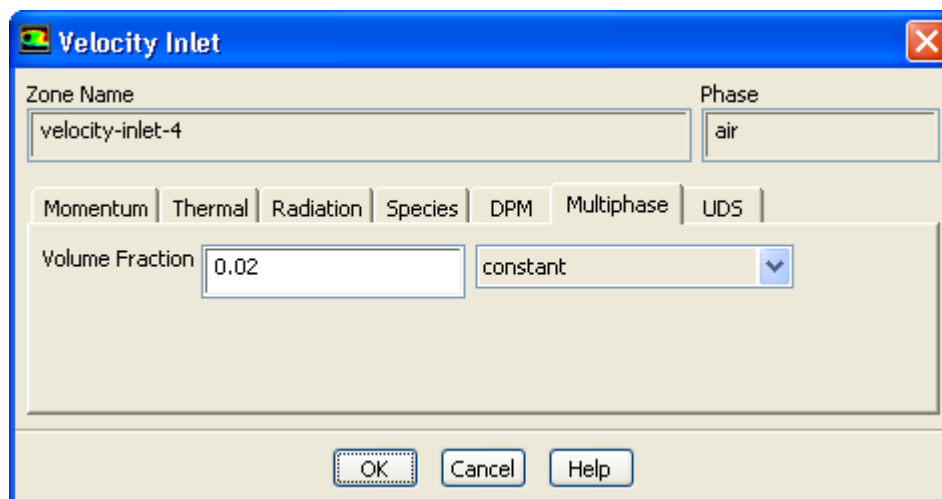 Velocity Inlet
Zone Name Phase
velocity-inlet-4 air
Momentum Thermal Radiation Species DPM Multiphase UDS
Volume Fraction 0.02 constant
OK Cancel Help